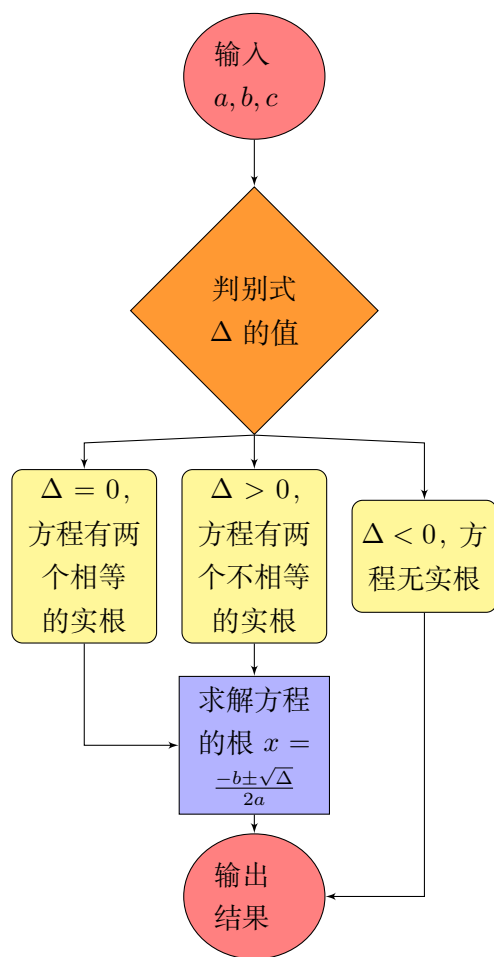 输入
a, b, c
判别式
Δ 的值
Δ = 0,
方程有两
个相等
的实根
Δ > 0,
方程有两
个不相等
的实根
Δ < 0, 方
程无实根
求解方程
的根 x =
\frac{-b±\sqrt{Δ}}{2a}
输出
结果